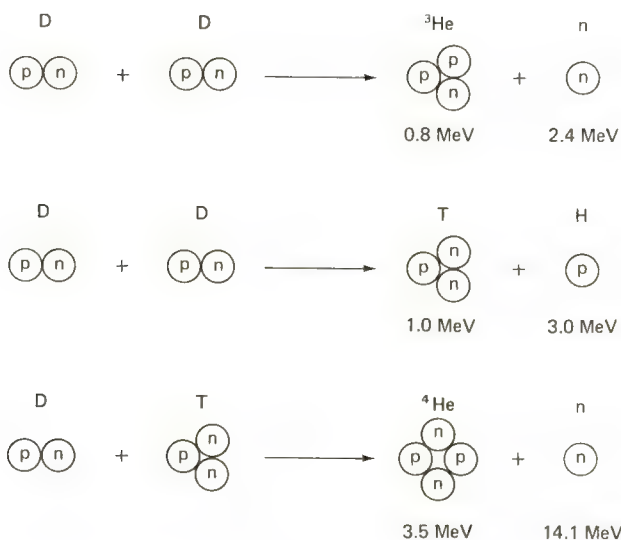 D D ³He n
p n + p n p p n + n
0.8 MeV 2.4 MeV
D D T H
p n + p n p n n + p
1.0 MeV 3.0 MeV
D T ⁴He n
p n + p n n p n p n + n
3.5 MeV 14.1 MeV